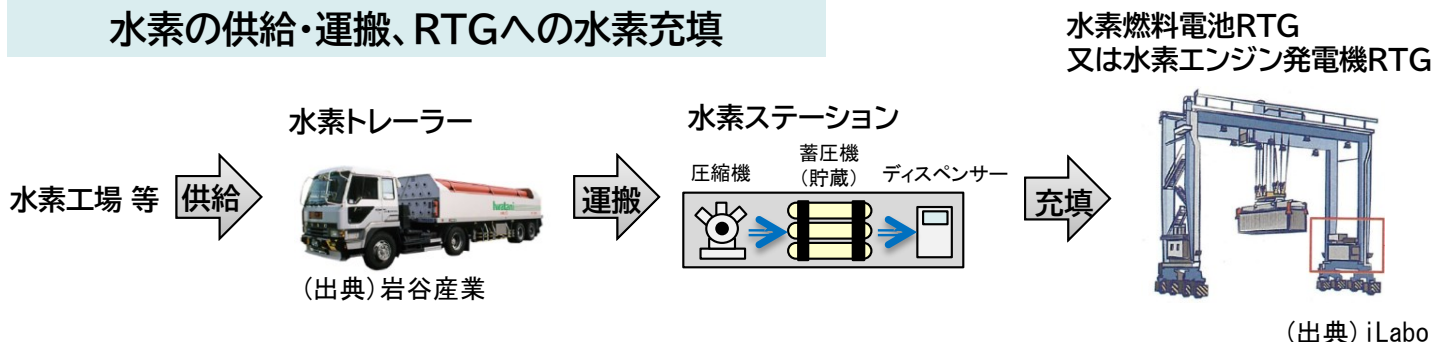 水素の供給・運搬、RTGへの水素充填
水素燃料電池RTG
又は水素エンジン発電機RTG
水素工場 等
供給
水素トレーラー
Iwatani
（出典）岩谷産業
運搬
水素ステーション
圧縮機
蓄圧機
（貯蔵）
ディスペンサー
充填
（出典）iLabo